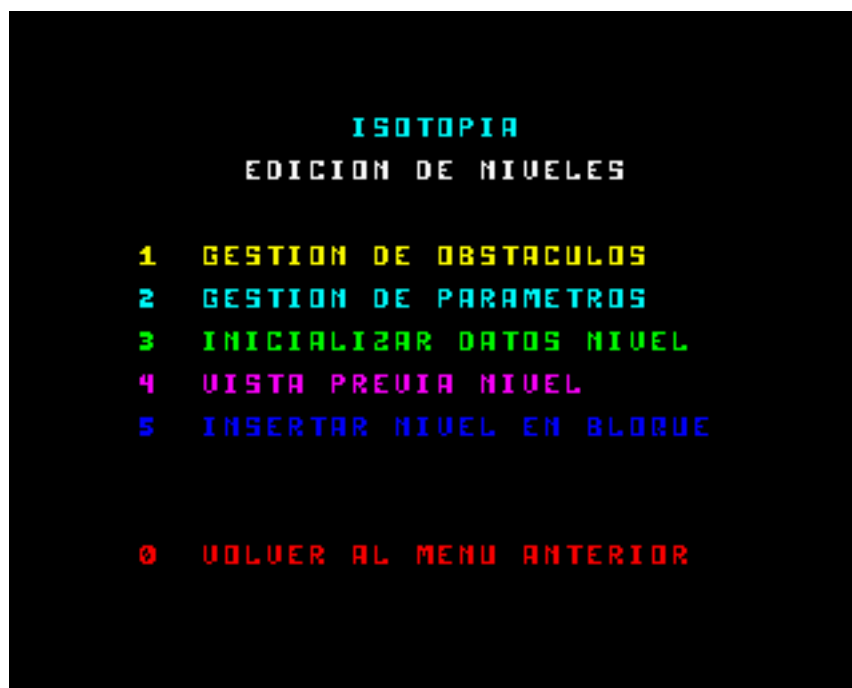 ISOTOPIA
EDICION DE NIVELES
1 GESTION DE OBSTACULOS
2 GESTION DE PARAMETROS
3 INICIALIZAR DATOS NIVEL
4 VISTA PREVIA NIVEL
5 INSERTAR NIVEL EN BLOQUE
0 VOLVER AL MENU ANTERIOR